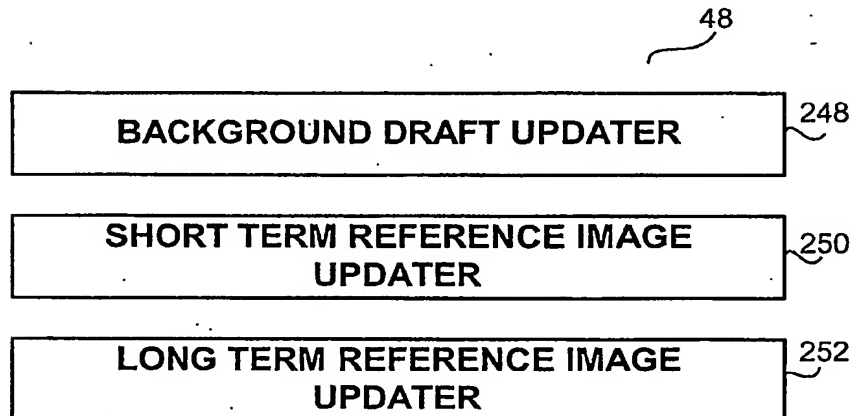 48
BACKGROUND DRAFT UPDATER
248
SHORT TERM REFERENCE IMAGE
UPDATER
250
LONG TERM REFERENCE IMAGE
UPDATER
252